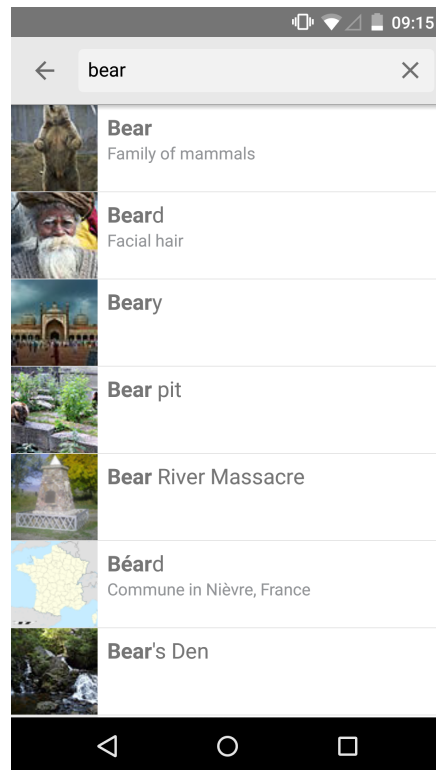 09:15
bear
Bear
Family of mammals
Beard
Facial hair
Beary
Bear pit
Bear River Massacre
Béard
Commune in Nièvre, France
Bear's Den